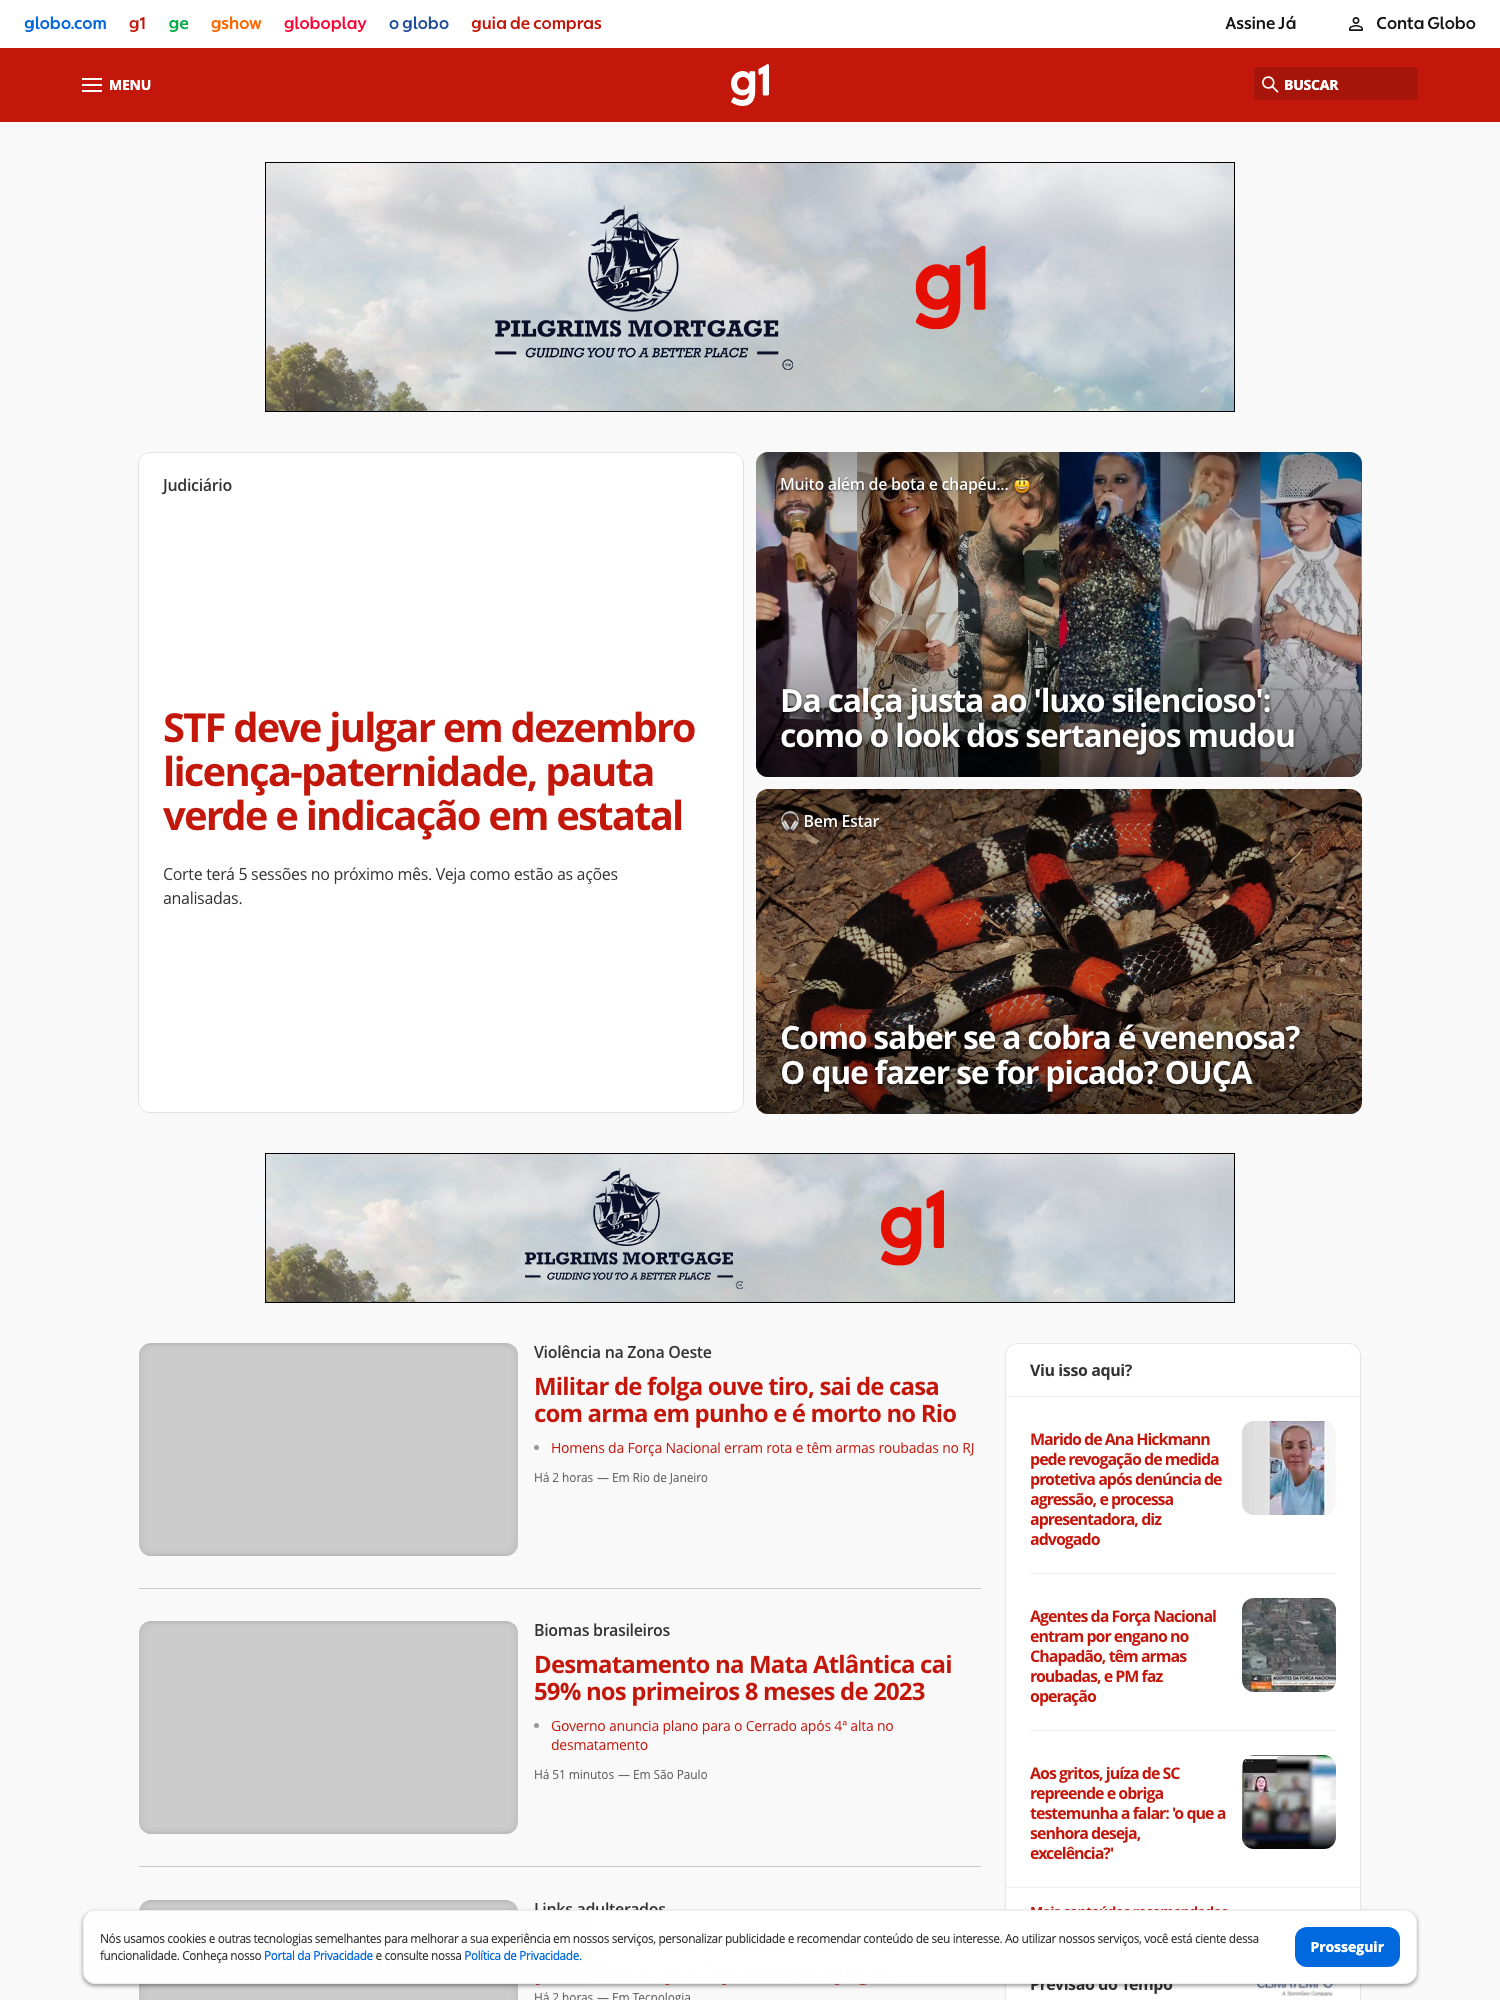 globo.com g1 ge gshow globoplay o globo guia de compras Assine Já Conta Globo
MENU g1 BUSCAR
PILGRIMS MORTGAGE
GUIDING YOU TO A BETTER PLACE
g1
Judiciário
STF deve julgar em dezembro
licença-paternidade, pauta
verde e indicação em estatal
Corte terá 5 sessões no próximo mês. Veja como estão as ações
analisadas.
Muito além de bota e chapéu... 🤠
Da calça justa ao 'luxo silencioso':
como o look dos sertanejos mudou
🎧 Bem Estar
Como saber se a cobra é venenosa?
O que fazer se for picado? OUÇA
PILGRIMS MORTGAGE
GUIDING YOU TO A BETTER PLACE
g1
Violência na Zona Oeste
Militar de folga ouve tiro, sai de casa
com arma em punho e é morto no Rio
Homens da Força Nacional erram rota e têm armas roubadas no RJ
Há 2 horas — Em Rio de Janeiro
Biomas brasileiros
Desmatamento na Mata Atlântica cai
59% nos primeiros 8 meses de 2023
Governo anuncia plano para o Cerrado após 4ª alta no
desmatamento
Há 51 minutos — Em São Paulo
Links adulterados
Há 2 horas — Em Tecnologia
Viu isso aqui?
Marido de Ana Hickmann
pede revogação de medida
protetiva após denúncia de
agressão, e processa
apresentadora, diz
advogado
Agentes da Força Nacional
entram por engano no
Chapadão, têm armas
roubadas, e PM faz
operação
AGENTES DA FORÇA NACIONAL
Aos gritos, juíza de SC
repreende e obriga
testemunha a falar: 'o que a
senhora deseja,
excelência?'
Mais conteúdos recomendados
Previsão do Tempo
CLIMATEMPO
A StormGeo Company
Nós usamos cookies e outras tecnologias semelhantes para melhorar a sua experiência em nossos serviços, personalizar publicidade e recomendar conteúdo de seu interesse. Ao utilizar nossos serviços, você está ciente dessa
funcionalidade. Conheça nosso Portal da Privacidade e consulte nossa Política de Privacidade.
Prosseguir